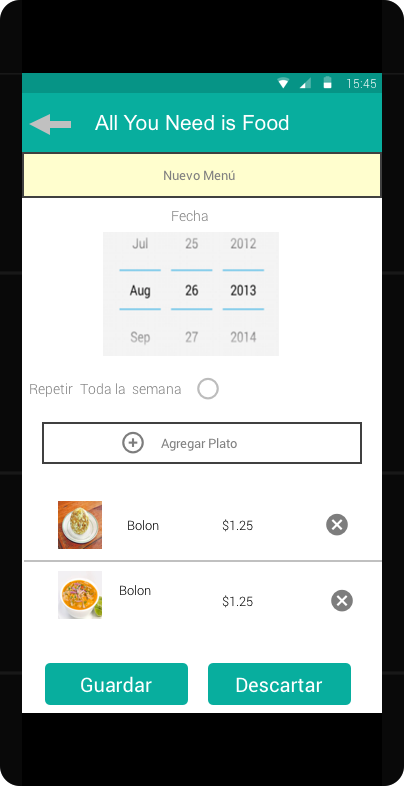 15:45
All You Need is Food
Nuevo Menú
Fecha
Jul 25 2012
Aug 26 2013
Sep 27 2014
Repetir Toda la semana
Agregar Plato
Bolon $1.25
Bolon
$1.25
Guardar Descartar